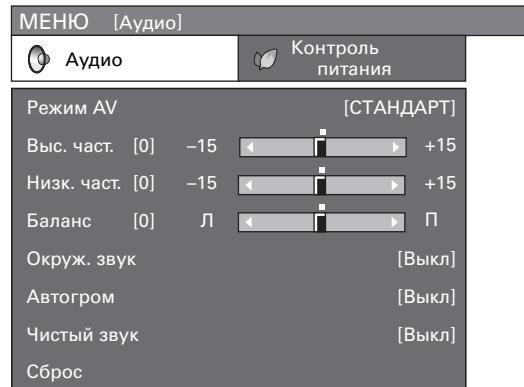 МЕНЮ [Аудио]
Аудио
Контроль
питания
Режим AV [СТАНДАРТ]
Выс. част. [0] –15 +15
Низк. част. [0] –15 +15
Баланс [0] Л П
Окруж. звук [Выкл]
Автогром [Выкл]
Чистый звук [Выкл]
Сброс